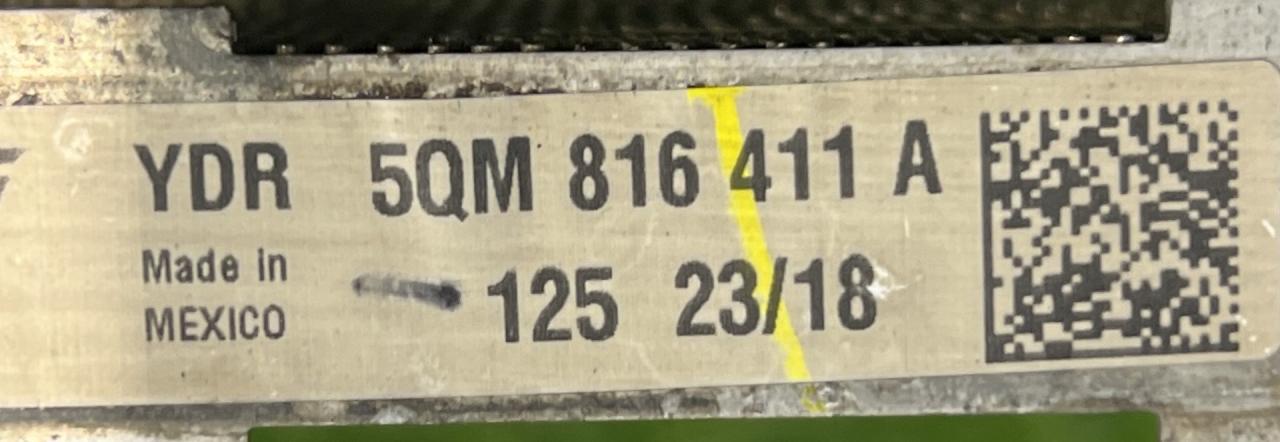 YDR 5QM 816 411 A
Made in
MEXICO
125 23/18